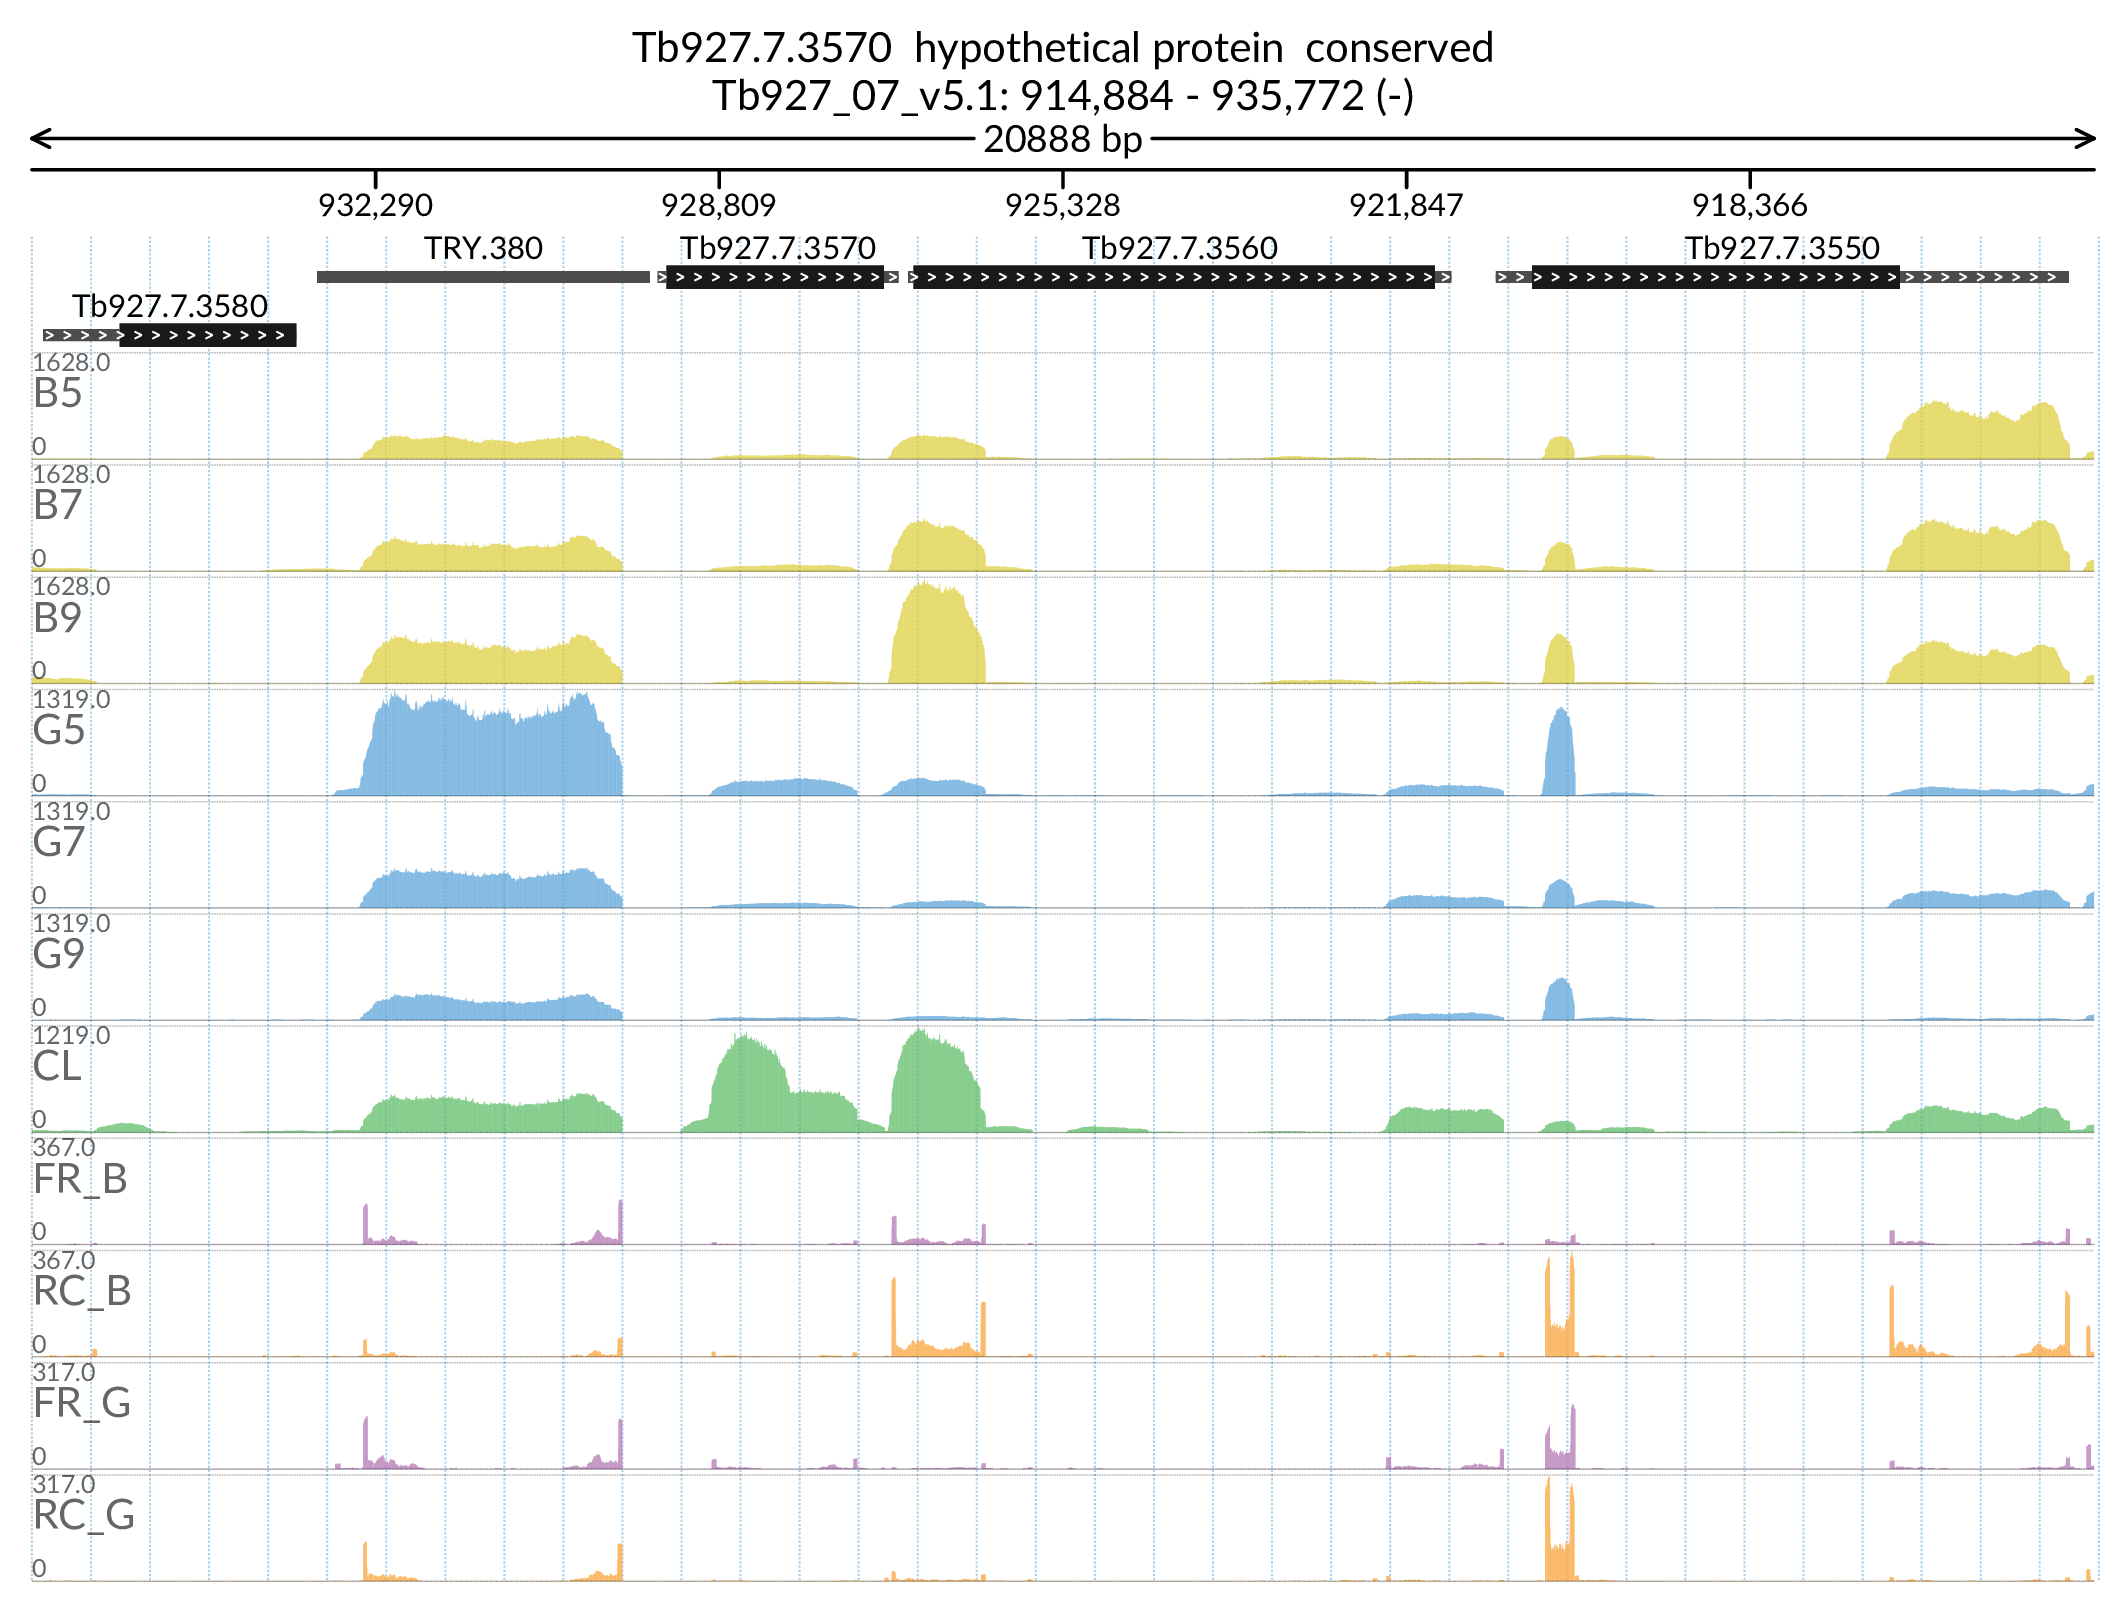 Tb927.7.3570 hypothetical protein conserved
Tb927_07_v5.1: 914,884 - 935,772 (-)
20888 bp
932,290 928,809 925,328 921,847 918,366
TRY.380 Tb927.7.3570 Tb927.7.3560 Tb927.7.3550
Tb927.7.3580
1628.0
B5
0
1628.0
B7
0
1628.0
B9
0
1319.0
G5
0
1319.0
G7
0
1319.0
G9
0
1219.0
CL
0
367.0
FR_B
0
367.0
RC_B
0
317.0
FR_G
0
317.0
RC_G
0